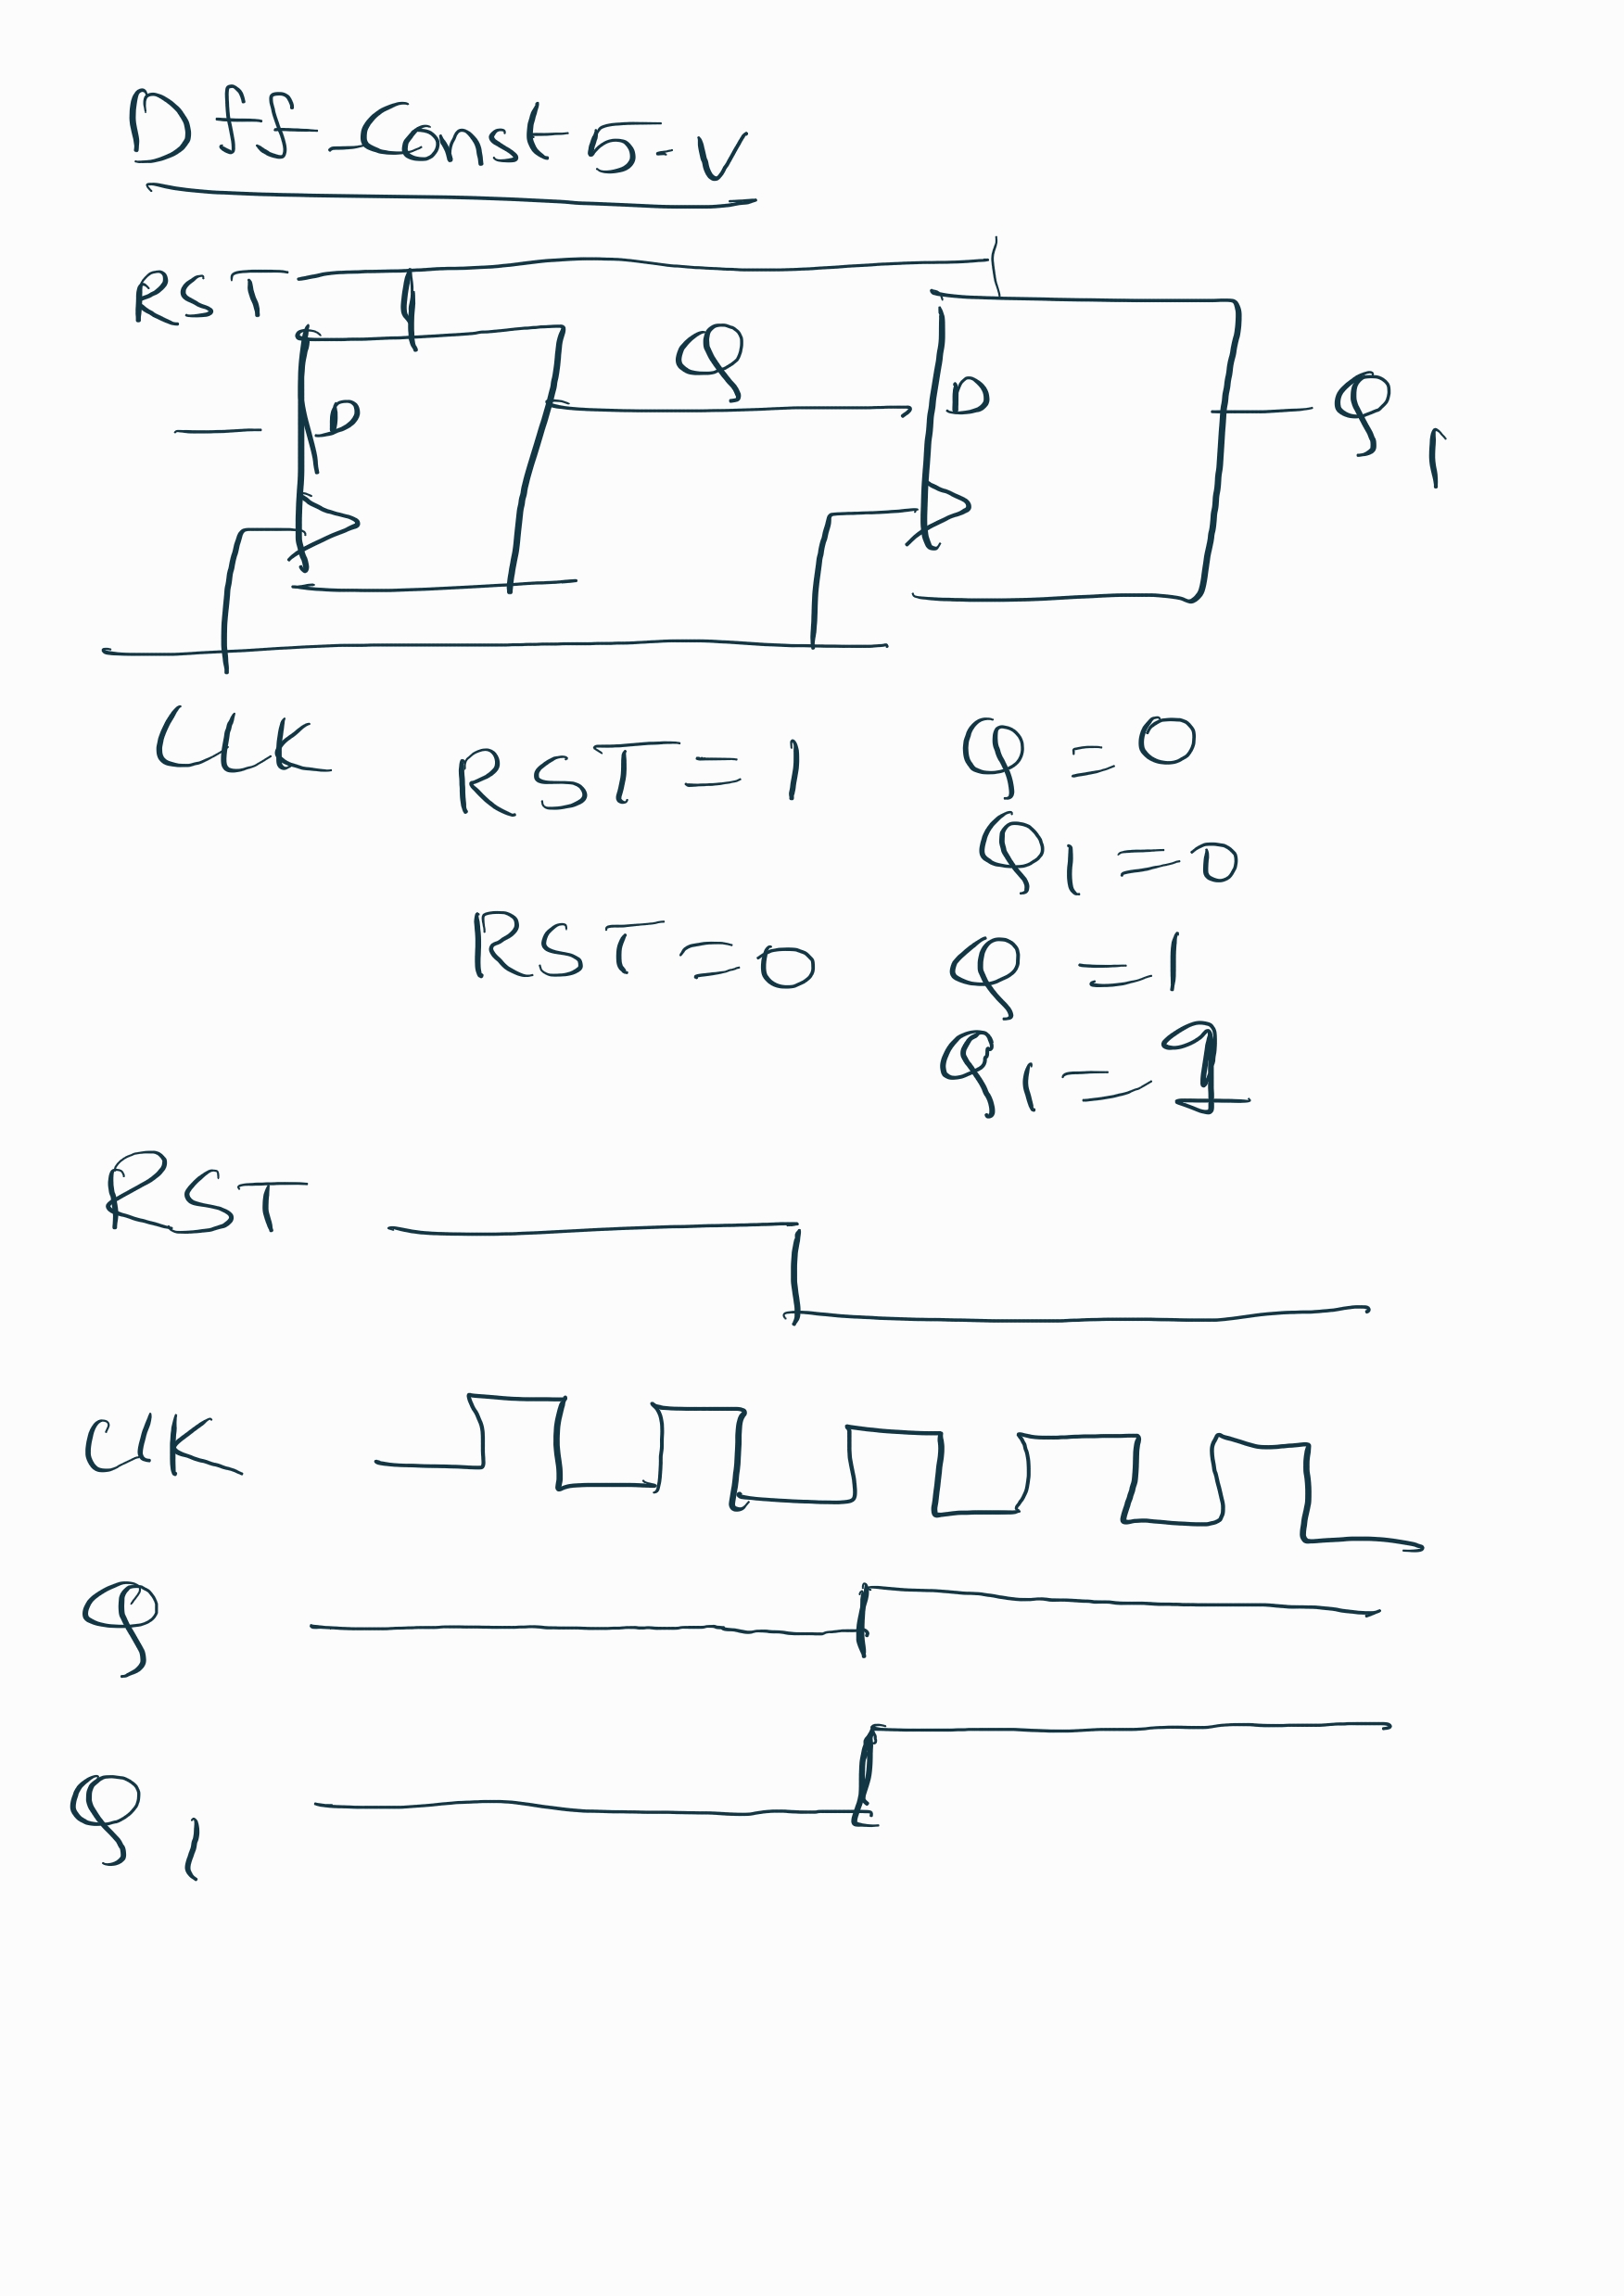 Dff_Const5-v
RST
Q
D
D
Q1
Clk
RST=1 Q=0
Q1=0
RST=0 Q=1
Q1=1
RST
ClK
Q
Q1